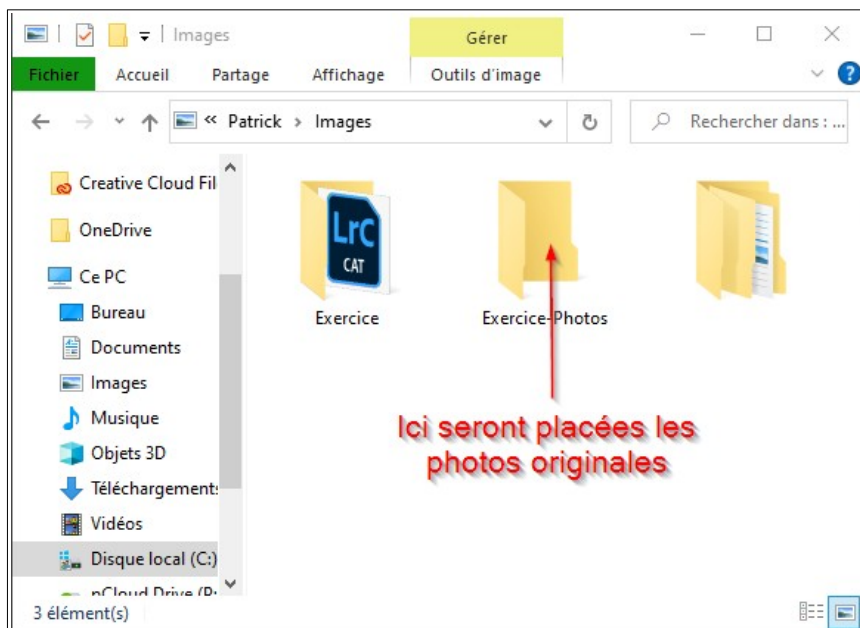 Images
Gérer
Fichier
Accueil
Partage
Affichage
Outils d'image
?
« Patrick > Images
Rechercher dans : ...
Creative Cloud Fil
OneDrive
Ce PC
Bureau
Documents
Images
Musique
Objets 3D
Téléchargements
Vidéos
Disque local (C:)
pCloud Drive (P:
LrC
CAT
Exercice
Exercice-Photos
Ici seront placées les
photos originales
3 élément(s)